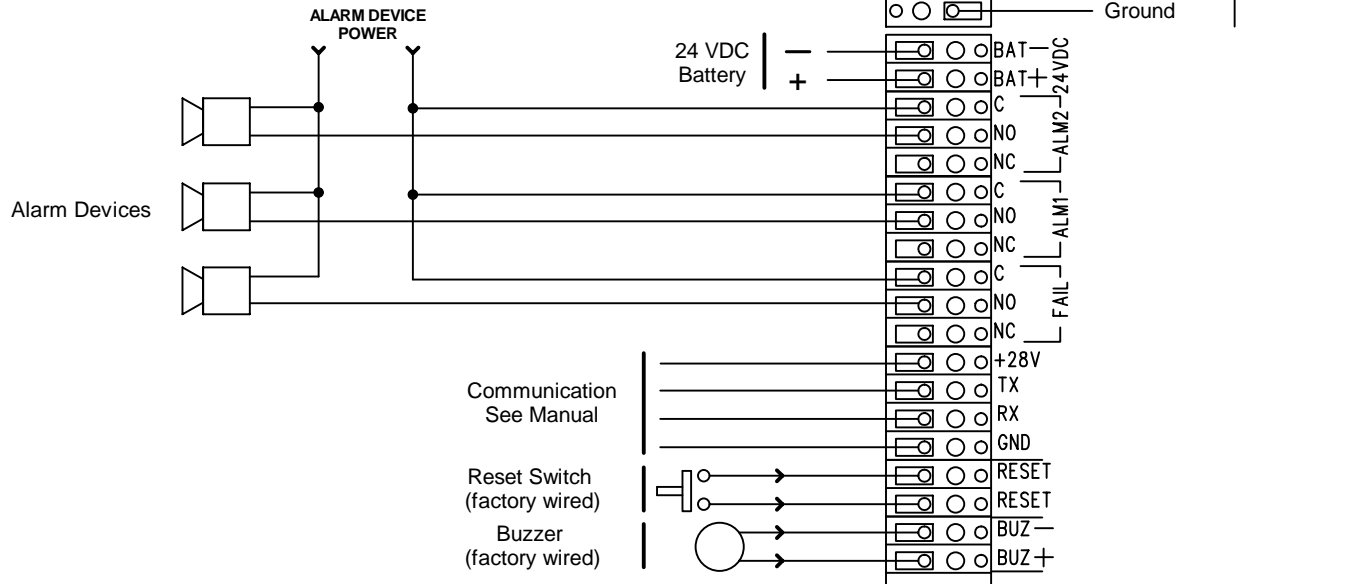 ALARM DEVICE
POWER
Ground
24 VDC
Battery
—
+
BAT—
BAT+
24VDC
C
NO
NC
ALM2
Alarm Devices
C
NO
NC
ALM1
C
NO
NC
FAIL
Communication
See Manual
+28V
TX
RX
GND
Reset Switch
(factory wired)
RESET
RESET
Buzzer
(factory wired)
BUZ—
BUZ+